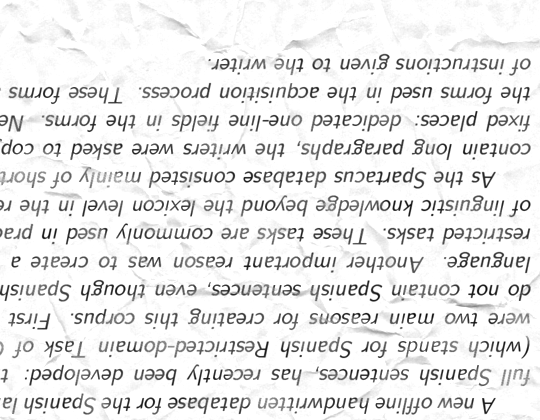 A new offline handwritten database for the Spanish la
full Spanish sentences, has recently been developed: t
(which stands for Spanish Restricted-domain Task of
were two main reasons for creating this corpus. First
do not contain Spanish sentences, even though Spanish
language. Another important reason was to create a
restricted tasks. These tasks are commonly used in prac
of linguistic knowledge beyond the lexicon level in the re
As the Spartacus database consisted mainly of short
contain long paragraphs, the writers were asked to cop
fixed places: dedicated one-line fields in the forms. Ne
the forms used in the acquisition process. These forms
of instructions given to the writer.